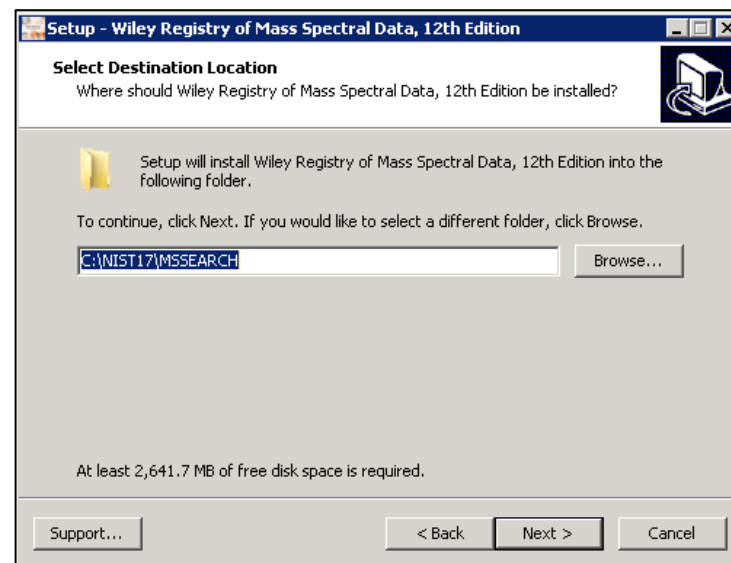 Setup - Wiley Registry of Mass Spectral Data, 12th Edition
Select Destination Location
Where should Wiley Registry of Mass Spectral Data, 12th Edition be installed?
Setup will install Wiley Registry of Mass Spectral Data, 12th Edition into the
following folder.
To continue, click Next. If you would like to select a different folder, click Browse.
C:\NIST17\MSSEARCH Browse...
At least 2,641.7 MB of free disk space is required.
Support... < Back Next > Cancel